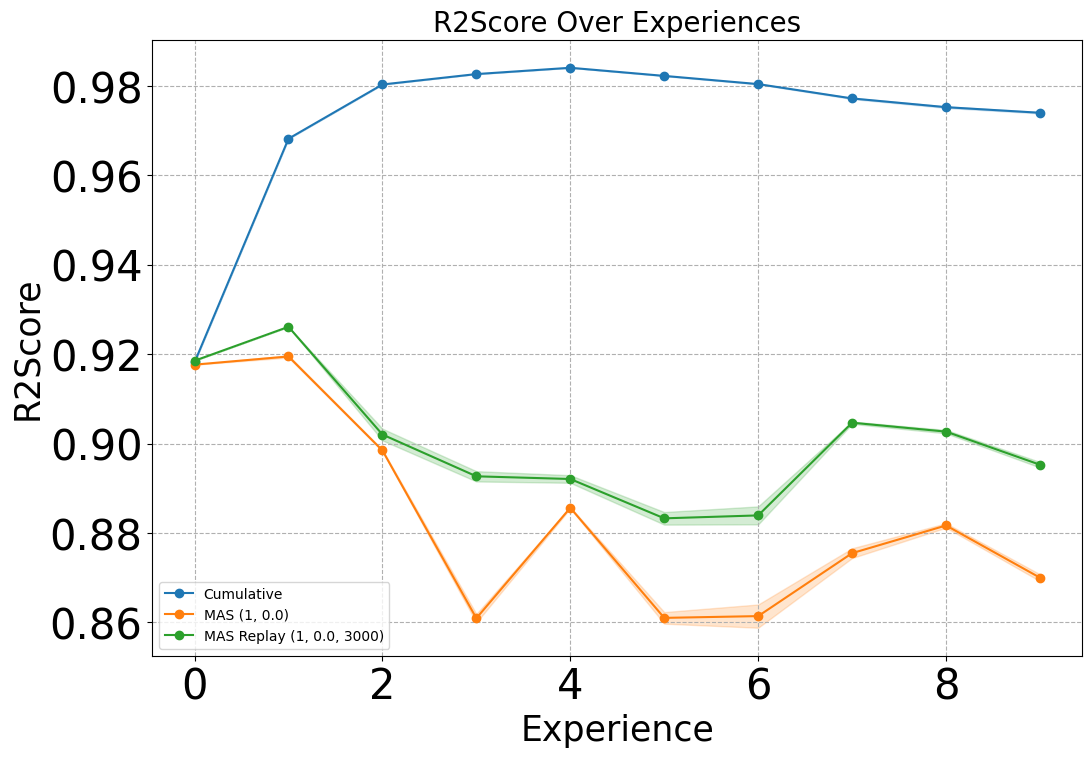 R2Score Over Experiences
R2Score
0.98
0.96
0.94
0.92
0.90
0.88
0.86
Cumulative
MAS (1, 0.0)
MAS Replay (1, 0.0, 3000)
0 2 4 6 8
Experience